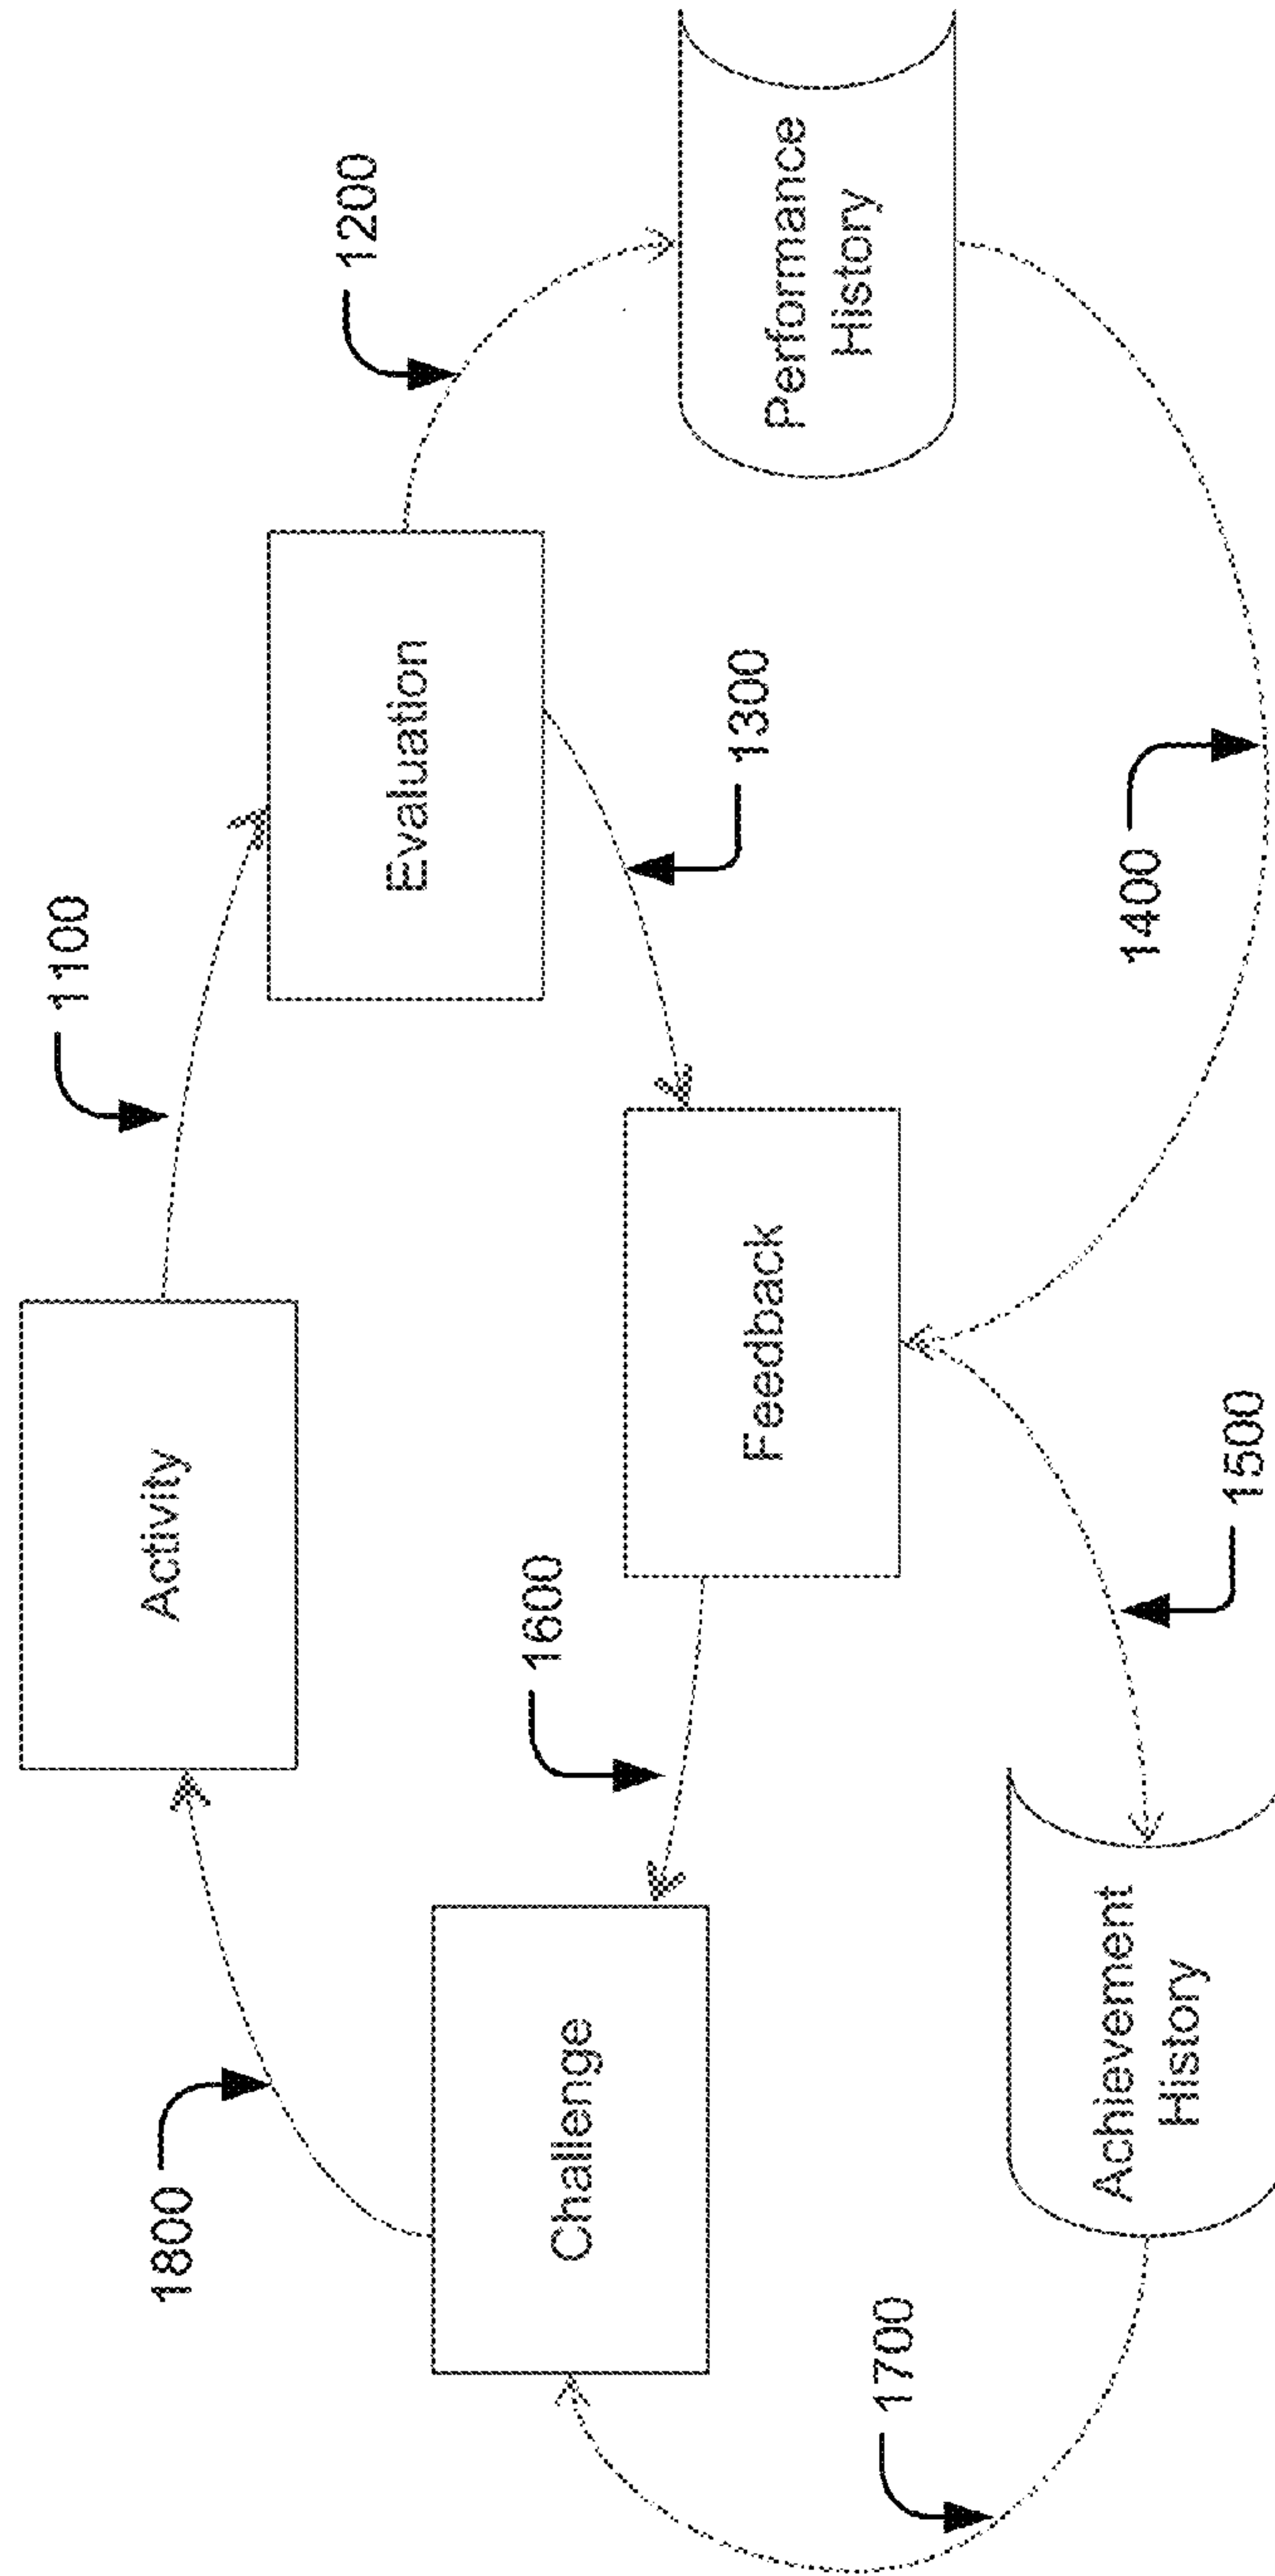 1100
Activity
1800
1200
Evaluation
1300
Performance
History
Feedback
1600
Challenge
1400
1500
Achievement
History
1700